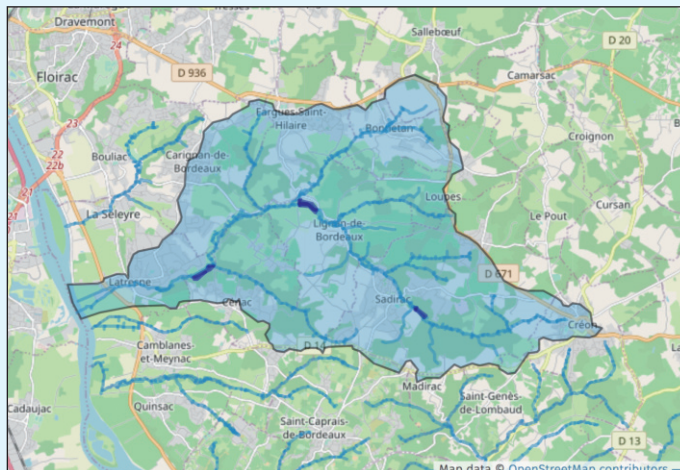 Dravemont
Sallebœuf
24
D 20
D 936
Floirac
Camarsac
Fargues-Saint-
Hilaire
23
Bonnetan
Croignon
22
22b
Bouliac
Carignan-de-
Bordeaux
21
Loupes
Cursan
La Seleyre
Le Pout
Lignan-de-
Bordeaux
D 671
Latresne
Sadirac
Cénac
Créon
Camblanes-
et-Meynac
D 14
Madirac
Quinsac
Saint-Genès-
de-Lombaud
Cadaujac
Saint-Caprais-
de-Bordeaux
D 13
Map data © OpenStreetMap contributors